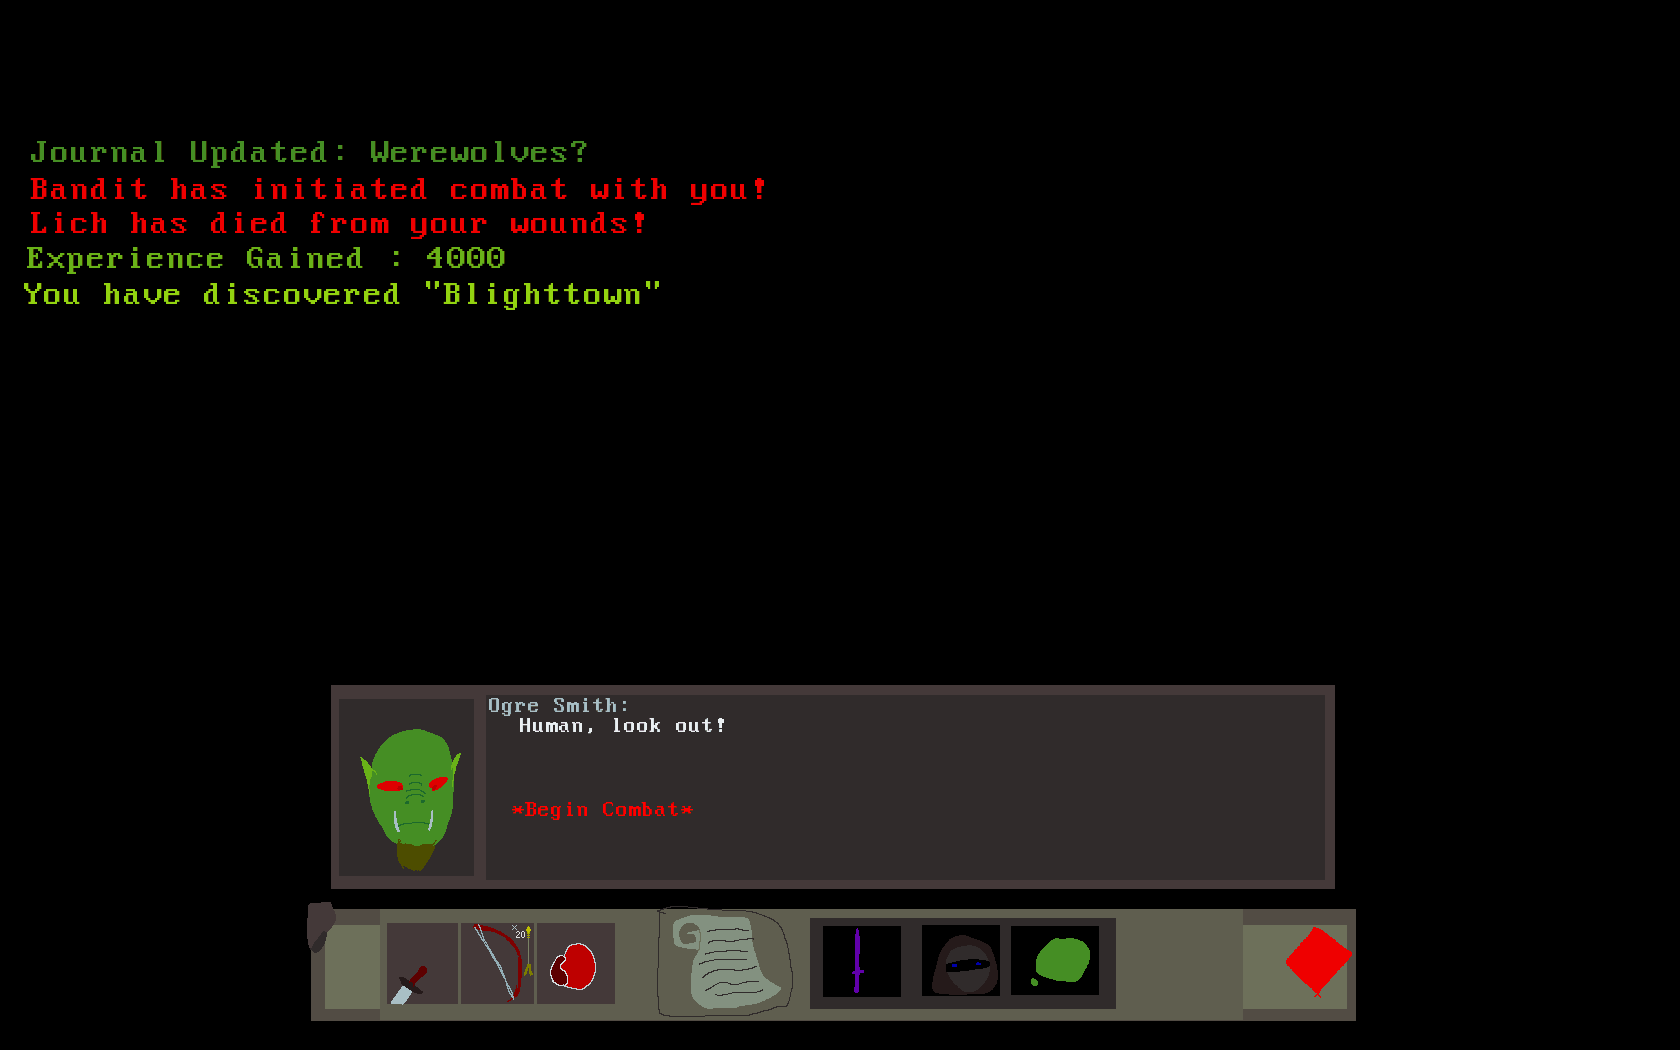 Journal Updated: Werewolves?
Bandit has initiated combat with you!
Lich has died from your wounds!
Experience Gained : 4000
You have discovered "Blighttown"
Ogre Smith:
Human, look out!
*Begin Combat*
×20